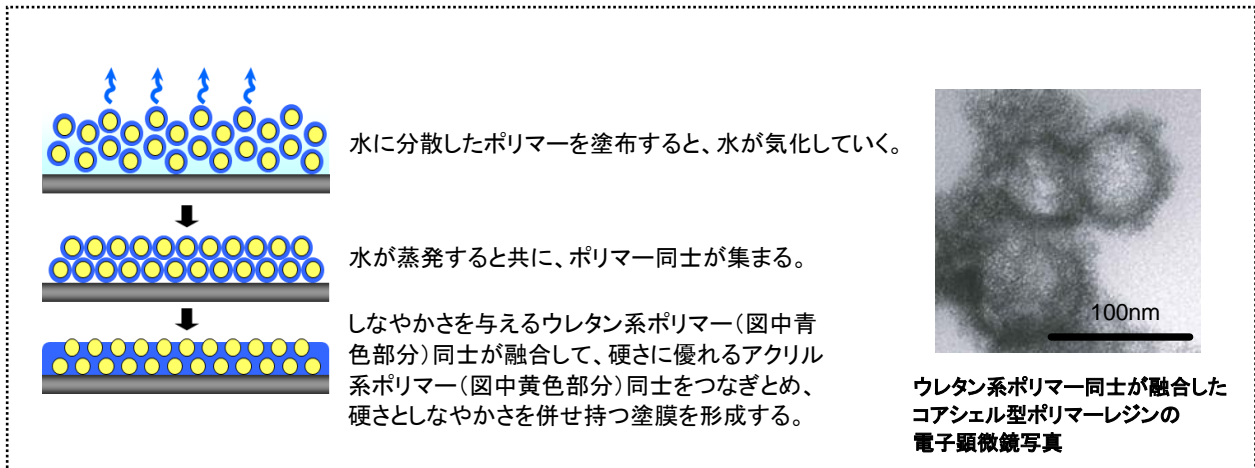 水に分散したポリマーを塗布すると、水が気化していく。
水が蒸発すると共に、ポリマー同士が集まる。
しなやかさを与えるウレタン系ポリマー（図中青
色部分）同士が融合して、硬さに優れるアクリル
系ポリマー（図中黄色部分）同士をつなぎとめ、
硬さとしなやかさを併せ持つ塗膜を形成する。
100nm
ウレタン系ポリマー同士が融合した
コアシェル型ポリマーレジンの
電子顕微鏡写真